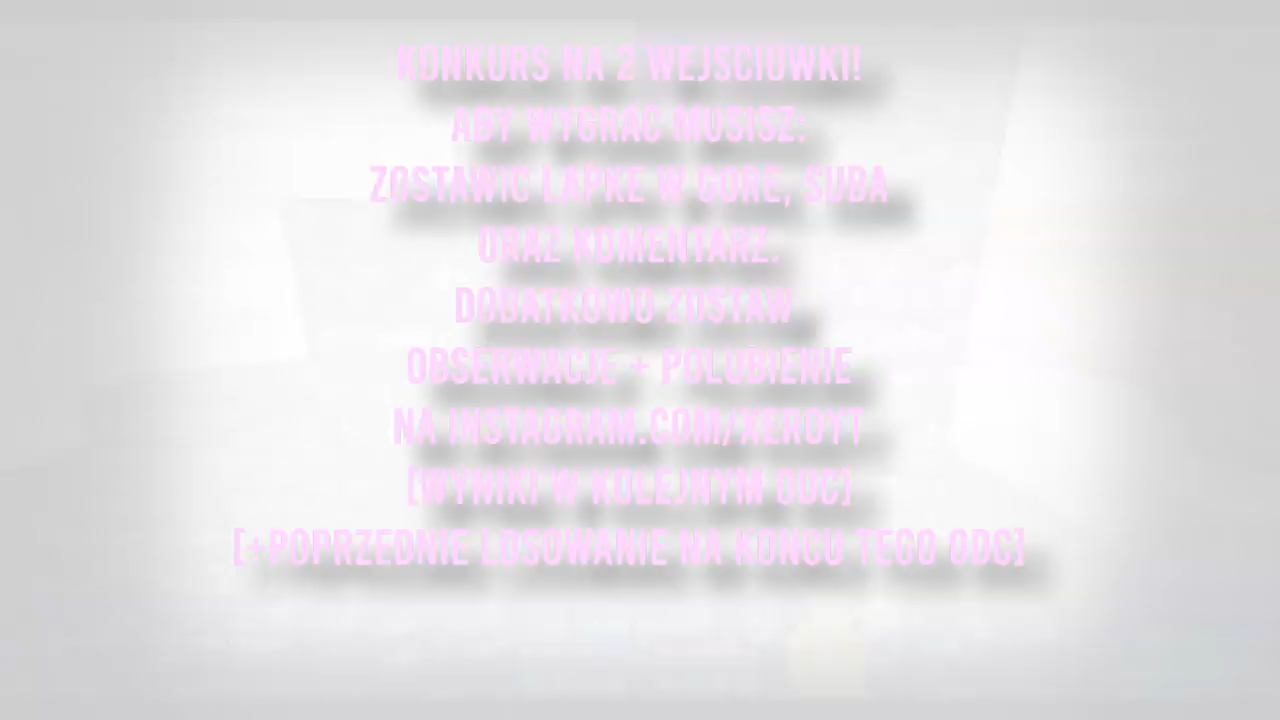 KONKURS NA 2 WEJSCIOWKI!
ABY WYGRAC MUSISZ:
ZOSTAWIC LAPKE W GORE, SUBA
ORAZ KOMENTARZ.
DODATKOWO ZOSTAW
OBSERWACJE + POLUBIENIE
NA INSTAGRAM.COM/XEROYT
[WYNIKI W KOLEJNYM ODC]
[+POPRZEDNIE LOSOWANIE NA KONCU TEGO ODC]